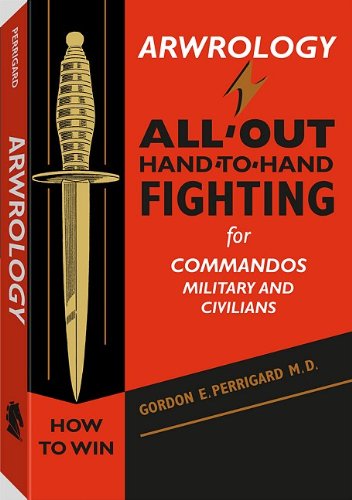 PERRIGARD
ARWROLOGY
ARWROLOGY
ALL-OUT
HAND-TO-HAND
FIGHTING
for
COMMANDOS
MILITARY AND
CIVILIANS
GORDON E. PERRIGARD M.D.
HOW
TO WIN